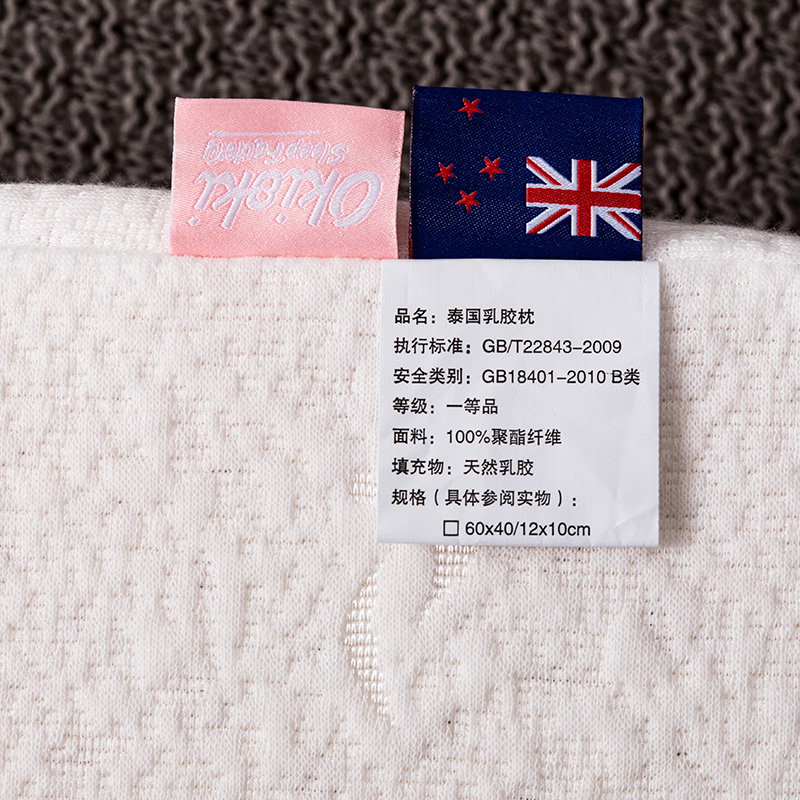 Okioki
SleepFactory
品名：泰国乳胶枕
执行标准：GB/T22843-2009
安全类别：GB18401-2010 B类
等级：一等品
面料：100%聚酯纤维
填充物：天然乳胶
规格（具体参阅实物）：
□ 60x40/12x10cm